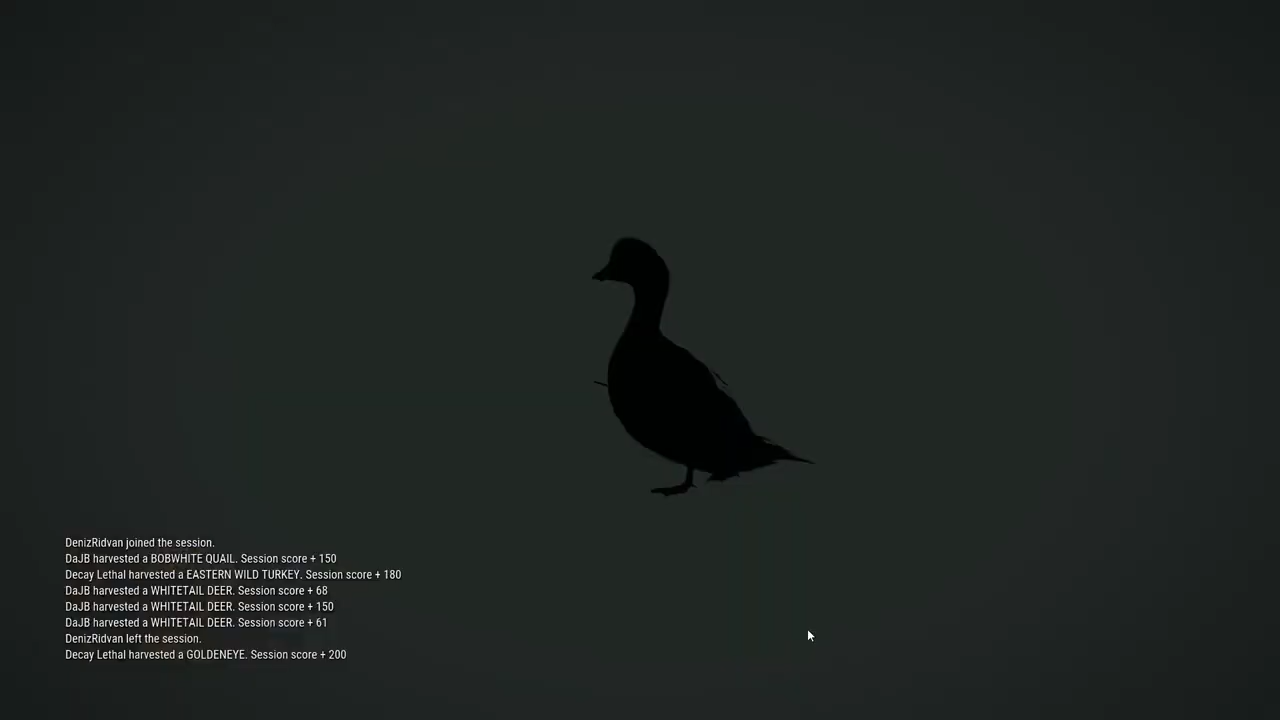 DenizRidvan joined the session.
DaJB harvested a BOBWHITE QUAIL. Session score + 150
Decay Lethal harvested a EASTERN WILD TURKEY. Session score + 180
DaJB harvested a WHITETAIL DEER. Session score + 68
DaJB harvested a WHITETAIL DEER. Session score + 150
DaJB harvested a WHITETAIL DEER. Session score + 61
DenizRidvan left the session.
Decay Lethal harvested a GOLDENEYE. Session score + 200